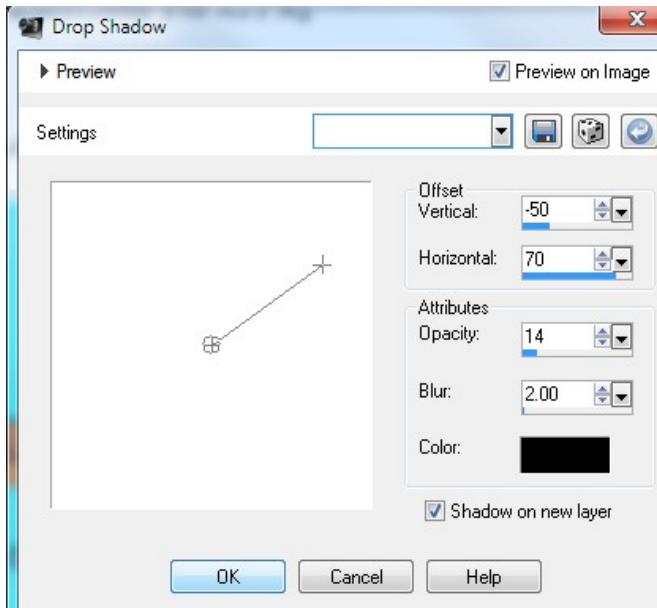 Drop Shadow
Preview
Preview on Image
Settings
Offset
Vertical: -50
Horizontal: 70
Attributes
Opacity: 14
Blur: 2.00
Color:
Shadow on new layer
OK Cancel Help